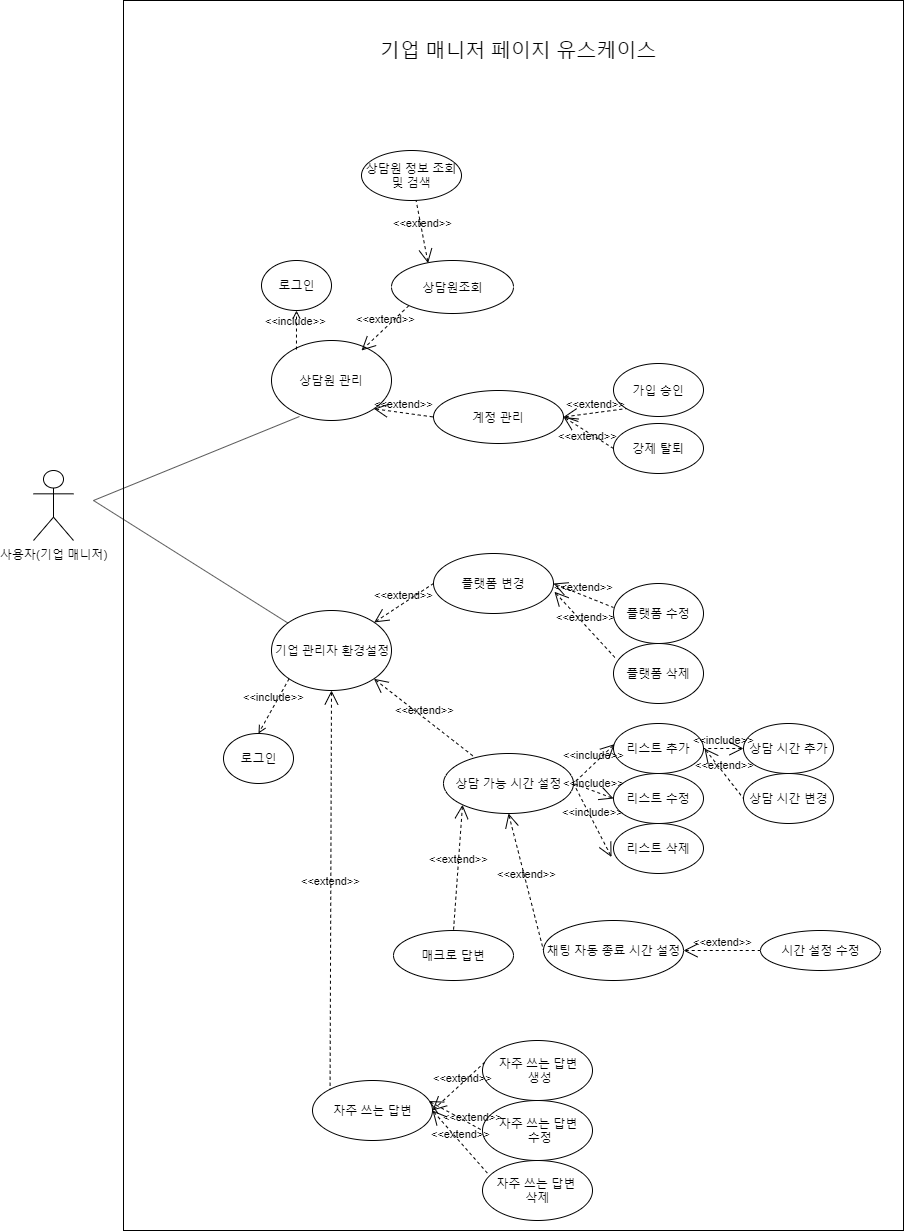 기업 매니저 페이지 유스케이스
상담원 정보 조회
및 검색
<<extend>>
로그인
상담원조회
<<include>>
<<extend>>
상담원 관리
<<extend>>
계정 관리
<<extend>>
가입 승인
<<extend>>
강제 탈퇴
사용자(기업 매니저)
플랫폼 변경
<<extend>>
<<extend>>
플랫폼 수정
<<extend>>
기업 관리자 환경설정
플랫폼 삭제
<<include>>
<<extend>>
로그인
상담 가능 시간 설정
<<include>>
리스트 추가
<<include>>
상담 시간 추가
<<extend>>
<<include>>
리스트 수정
상담 시간 변경
<<include>>
리스트 삭제
<<extend>>
<<extend>>
<<extend>>
매크로 답변
채팅 자동 종료 시간 설정
<<extend>>
시간 설정 수정
자주 쓰는 답변
생성
<<extend>>
자주 쓰는 답변
<<extend>>
자주 쓰는 답변
수정
<<extend>>
자주 쓰는 답변
삭제